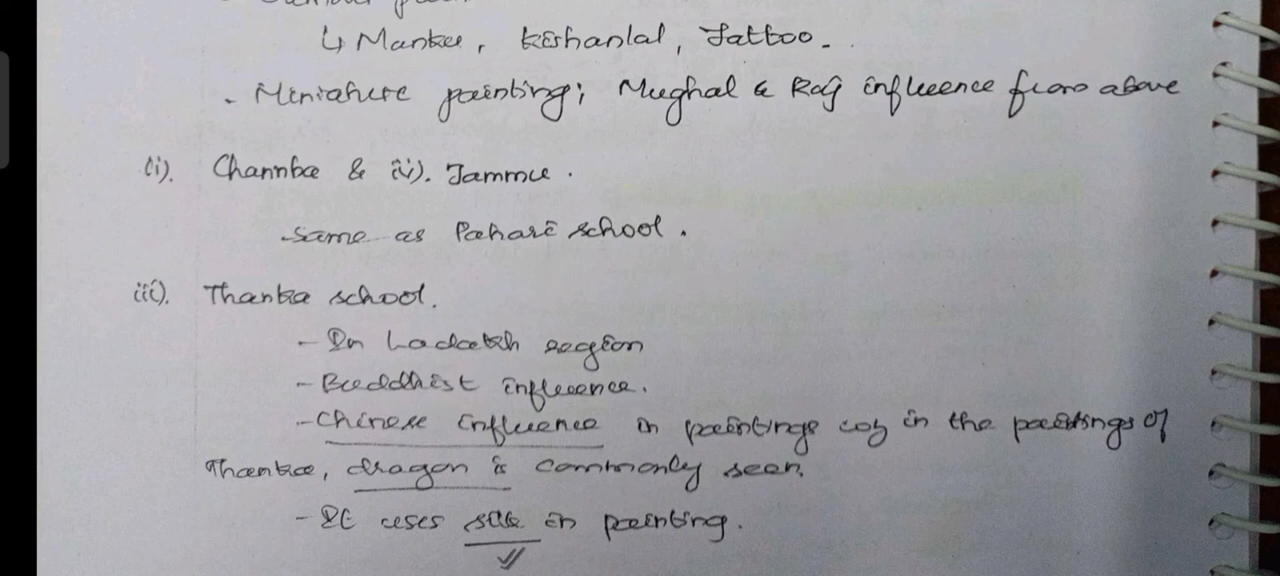 ↳ Manku, Kishanlal, Fattoo.
- Miniature painting; Mughal & Raj influence from above
(i). Chamba & iv). Jammu.
- Same as Pahari school.
iii). Thanka school.
- In Ladakh region
- Buddhist influence.
- Chinese influence in paintings coz in the paintings of
Thanka, dragon is commonly seen.
- It uses silk in painting.